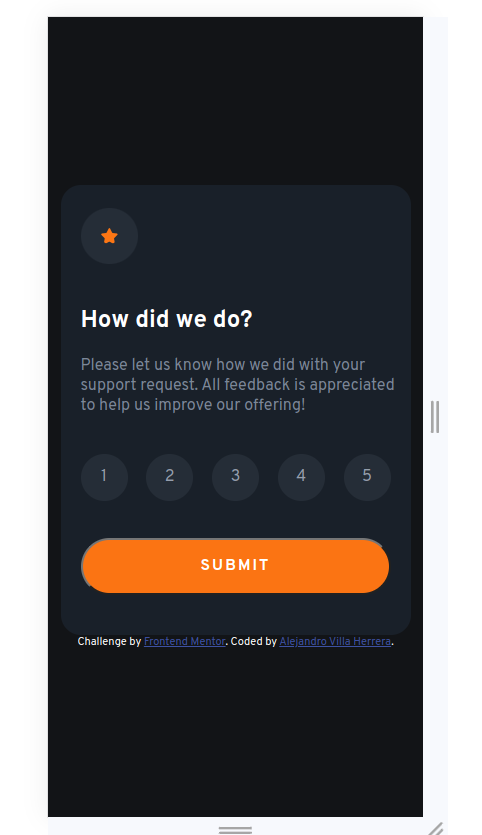 How did we do?
Please let us know how we did with your
support request. All feedback is appreciated
to help us improve our offering!
1 2 3 4 5
SUBMIT
Challenge by Frontend Mentor. Coded by Alejandro Villa Herrera.